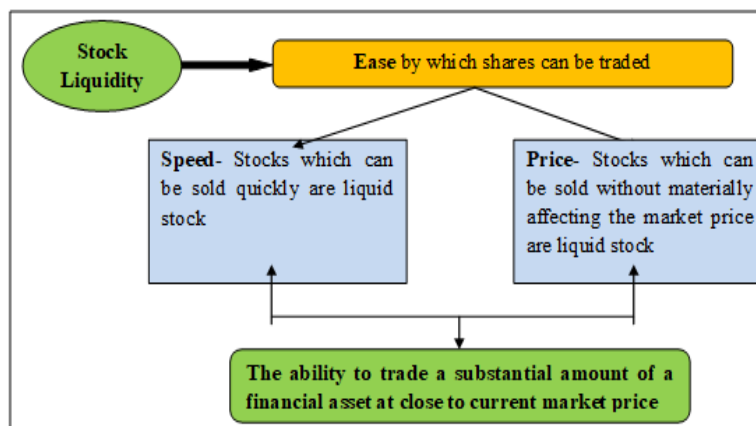 Stock
Liquidity
Ease by which shares can be traded
Speed- Stocks which can
be sold quickly are liquid
stock
Price- Stocks which can
be sold without materially
affecting the market price
are liquid stock
The ability to trade a substantial amount of a
financial asset at close to current market price